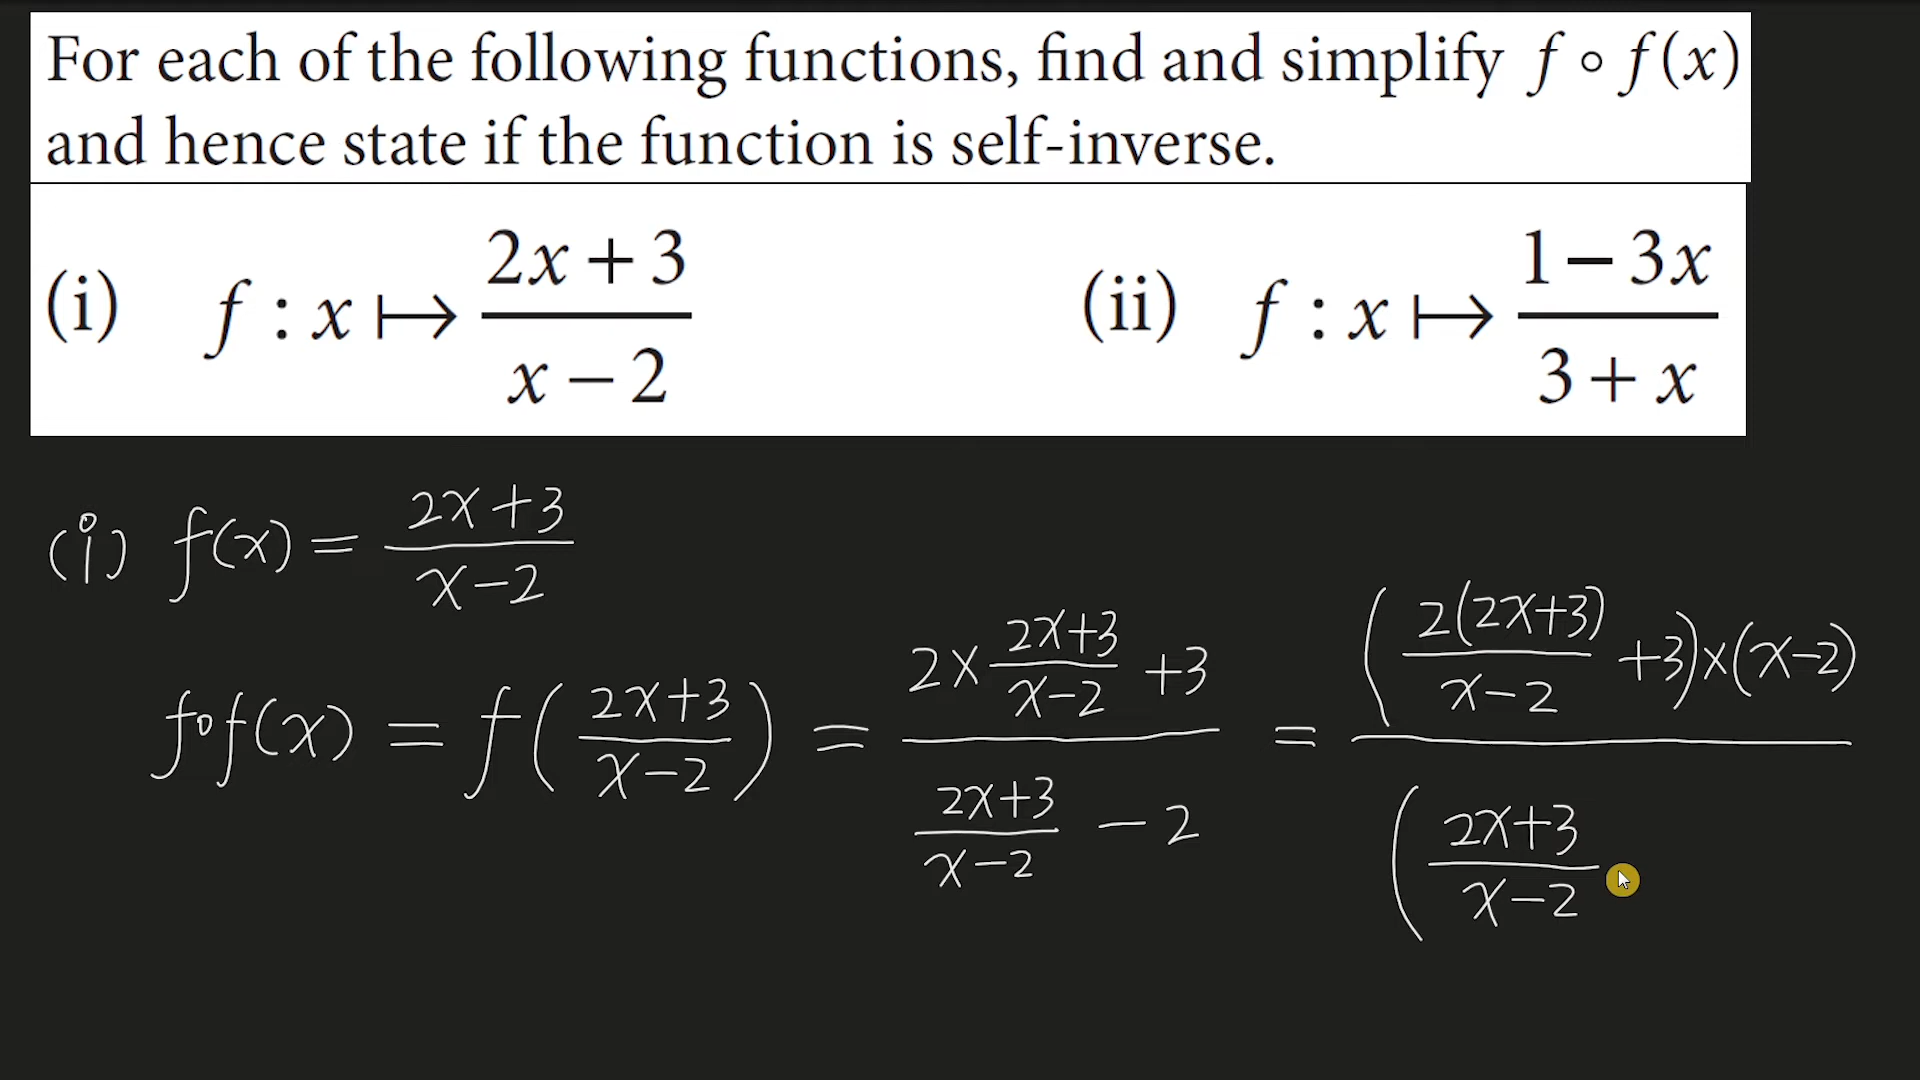 For each of the following functions, find and simplify f ∘ f(x)
and hence state if the function is self-inverse.
(i) f : x ↦ (2x + 3)/(x − 2)
(ii) f : x ↦ (1 − 3x)/(3 + x)
(i) f(x) = (2x+3)/(x−2)
f∘f(x) = f((2x+3)/(x−2)) = (2×(2x+3)/(x−2) +3)/((2x+3)/(x−2) − 2) = ((2(2x+3)/(x−2) +3)×(x−2))/(((2x+3)/(x−2)